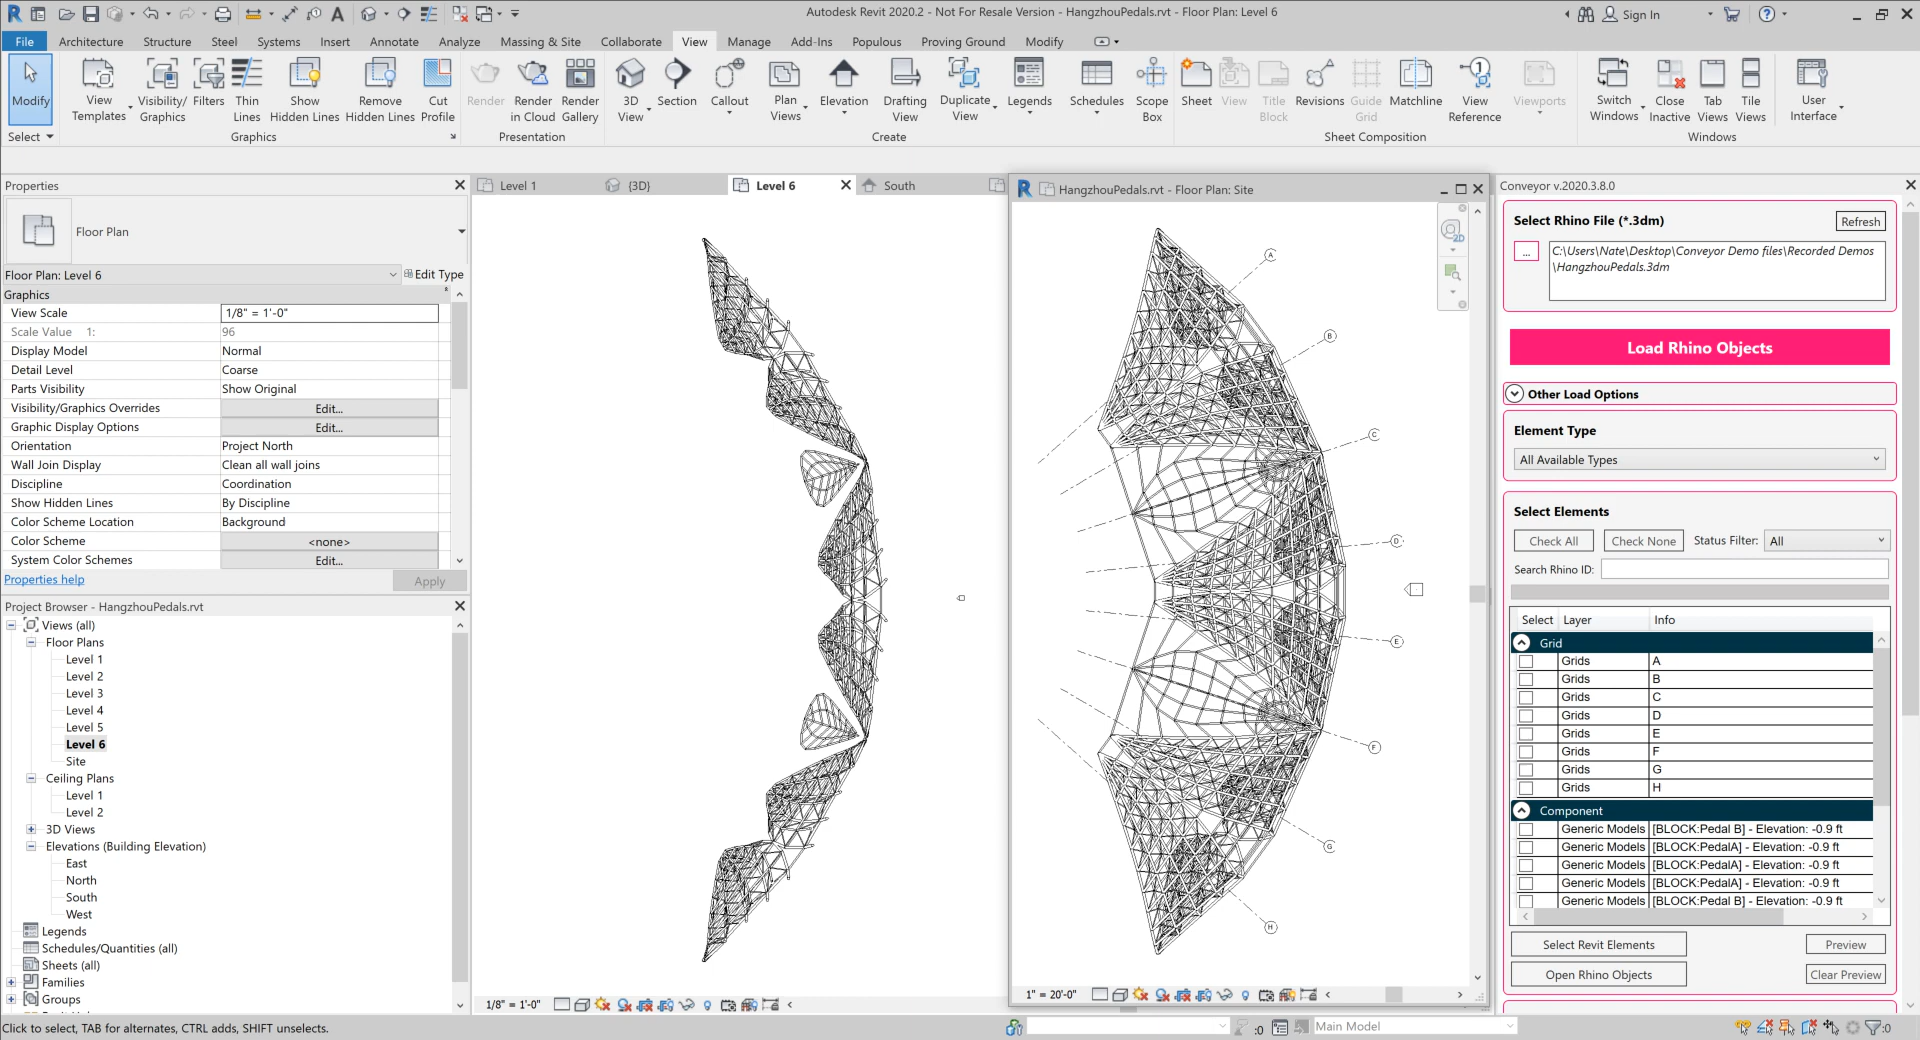 Autodesk Revit 2020.2 - Not For Resale Version - HangzhouPedals.rvt - Floor Plan: Level 6
Sign In
File Architecture Structure Steel Systems Insert Annotate Analyze Massing & Site Collaborate View Manage Add-Ins Populous Proving Ground Modify
Modify
View Templates
Visibility/ Graphics
Filters
Thin Lines
Show Hidden Lines
Remove Hidden Lines
Cut Profile
Render
Render in Cloud
Render Gallery
3D View
Section
Callout
Plan Views
Elevation
Drafting View
Duplicate View
Legends
Schedules
Scope Box
Sheet
View
Title Block
Revisions
Guide Grid
Matchline
View Reference
Viewports
Switch Windows
Close Inactive
Tab Views
Tile Views
User Interface
Select
Graphics
Presentation
Create
Sheet Composition
Windows
Properties
Floor Plan
Floor Plan: Level 6
Edit Type
Graphics
View Scale 1/8" = 1'-0"
Scale Value 1: 96
Display Model Normal
Detail Level Coarse
Parts Visibility Show Original
Visibility/Graphics Overrides Edit...
Graphic Display Options Edit...
Orientation Project North
Wall Join Display Clean all wall joins
Discipline Coordination
Show Hidden Lines By Discipline
Color Scheme Location Background
Color Scheme <none>
System Color Schemes Edit...
Properties help
Apply
Project Browser - HangzhouPedals.rvt
Views (all)
Floor Plans
Level 1
Level 2
Level 3
Level 4
Level 5
Level 6
Site
Ceiling Plans
Level 1
Level 2
3D Views
Elevations (Building Elevation)
East
North
South
West
Legends
Schedules/Quantities (all)
Sheets (all)
Families
Groups
Level 1
{3D}
Level 6
South
1/8" = 1'-0"
HangzhouPedals.rvt - Floor Plan: Site
2D
A
B
C
D
E
F
G
H
1" = 20'-0"
Conveyor v.2020.3.8.0
Select Rhino File (*.3dm)
Refresh
...
C:\Users\Nate\Desktop\Conveyor Demo files\Recorded Demos
\HangzhouPedals.3dm
Load Rhino Objects
Other Load Options
Element Type
All Available Types
Select Elements
Check All
Check None
Status Filter: All
Search Rhino ID:
Select Layer Info
Grid
Grids A
Grids B
Grids C
Grids D
Grids E
Grids F
Grids G
Grids H
Component
Generic Models [BLOCK:Pedal B] - Elevation: -0.9 ft
Generic Models [BLOCK:PedalA] - Elevation: -0.9 ft
Generic Models [BLOCK:PedalA] - Elevation: -0.9 ft
Generic Models [BLOCK:PedalA] - Elevation: -0.9 ft
Generic Models [BLOCK:Pedal B] - Elevation: -0.9 ft
Select Revit Elements
Preview
Open Rhino Objects
Clear Preview
Click to select, TAB for alternates, CTRL adds, SHIFT unselects.
:0
Main Model
:0